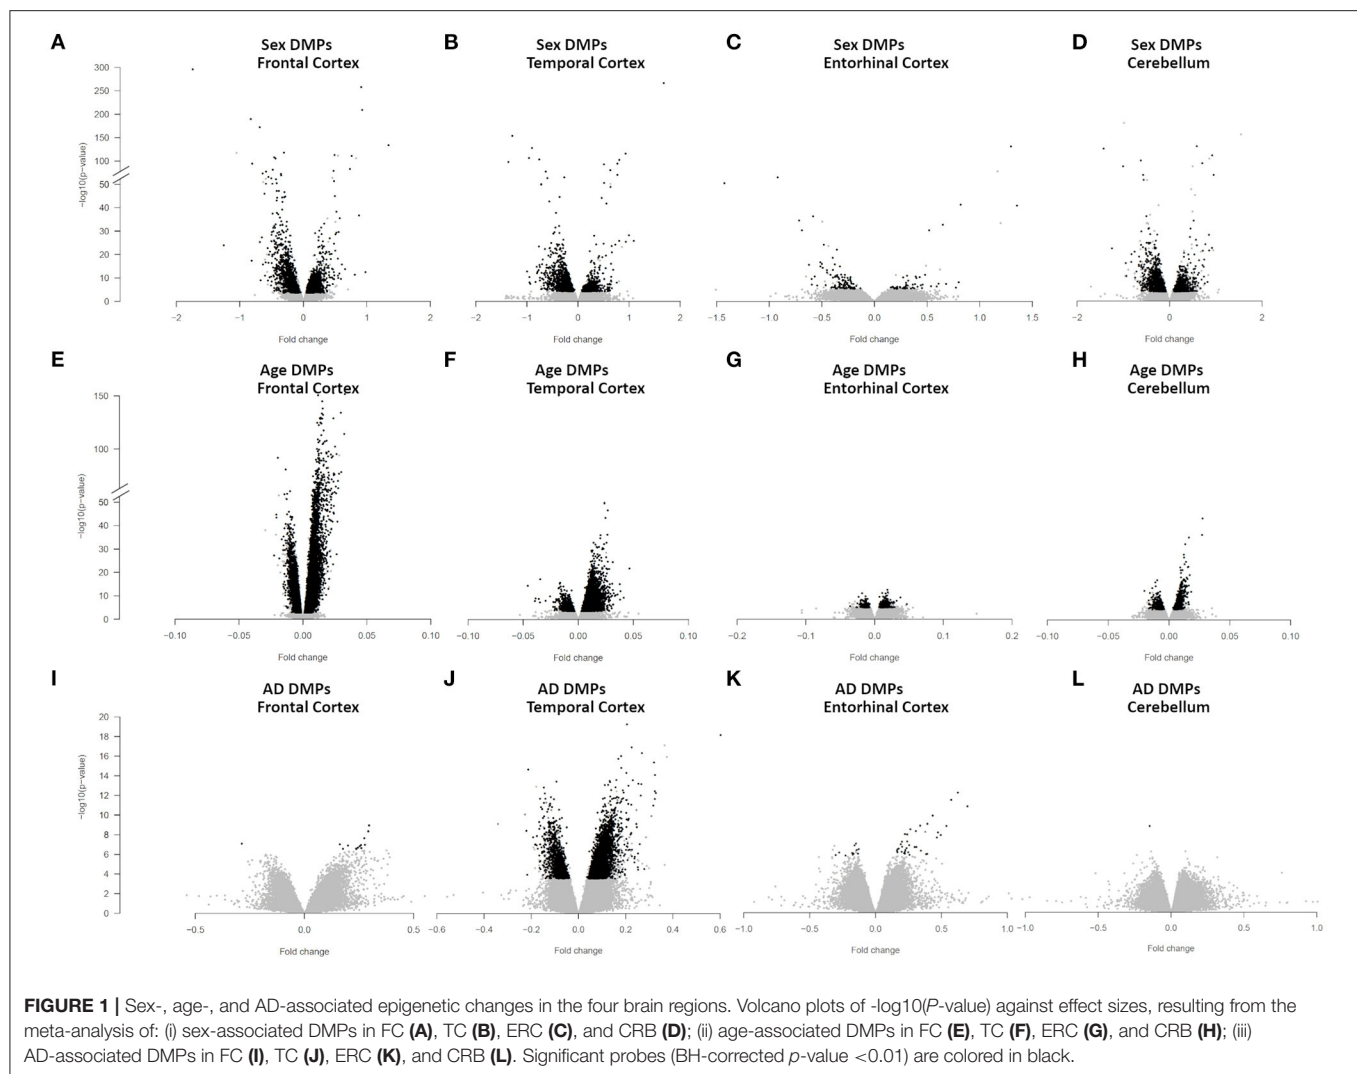 A
Sex DMPs
Frontal Cortex
B
Sex DMPs
Temporal Cortex
C
Sex DMPs
Entorhinal Cortex
D
Sex DMPs
Cerebellum
300
250
200
150
100
50
40
30
20
10
0
−log10(p−value)
−2 −1 0 1 2
−2 −1 0 1 2
−1.5 −1.0 −0.5 0.0 0.5 1.0 1.5
−2 −1 0 1 2
Fold change
Fold change
Fold change
Fold change
E
Age DMPs
Frontal Cortex
F
Age DMPs
Temporal Cortex
G
Age DMPs
Entorhinal Cortex
H
Age DMPs
Cerebellum
150
100
50
40
30
20
10
0
−log10(p−value)
−0.10 −0.05 0.00 0.05 0.10
−0.10 −0.05 0.00 0.05 0.10
−0.2 −0.1 0.0 0.1 0.2
−0.10 −0.05 0.00 0.05 0.10
Fold change
Fold change
Fold change
Fold change
I
AD DMPs
Frontal Cortex
J
AD DMPs
Temporal Cortex
K
AD DMPs
Entorhinal Cortex
L
AD DMPs
Cerebellum
20
18
16
14
12
10
8
6
4
2
0
−log10(p−value)
−0.5 0.0 0.5
−0.6 −0.4 −0.2 0.0 0.2 0.4 0.6
−1.0 −0.5 0.0 0.5 1.0
−1.0 −0.5 0.0 0.5 1.0
Fold change
Fold change
Fold change
Fold change
FIGURE 1 | Sex-, age-, and AD-associated epigenetic changes in the four brain regions. Volcano plots of -log10(P-value) against effect sizes, resulting from the
meta-analysis of: (i) sex-associated DMPs in FC (A), TC (B), ERC (C), and CRB (D); (ii) age-associated DMPs in FC (E), TC (F), ERC (G), and CRB (H); (iii)
AD-associated DMPs in FC (I), TC (J), ERC (K), and CRB (L). Significant probes (BH-corrected p-value <0.01) are colored in black.